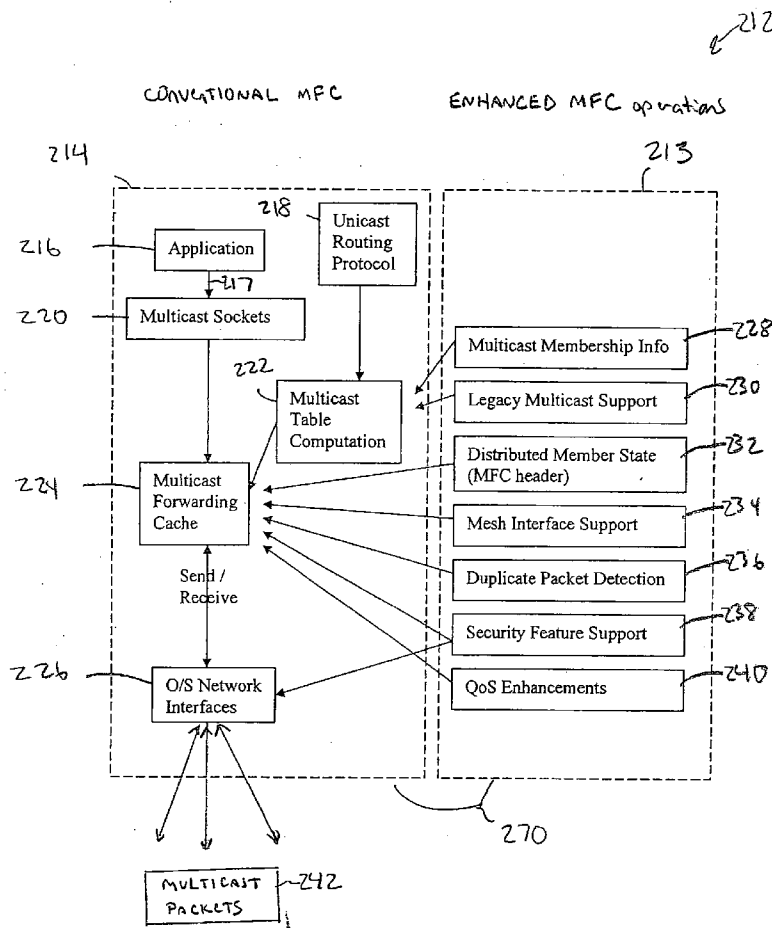 212
CONVETIONAL MFC
ENHANCED MFC operations
214
213
218
Unicast
Routing
Protocol
216
Application
217
220
Multicast Sockets
228
Multicast Membership Info
222
Multicast
Table
Computation
230
Legacy Multicast Support
232
Distributed Member State
(MFC header)
224
Multicast
Forwarding
Cache
234
Mesh Interface Support
236
Duplicate Packet Detection
Send /
Receive
238
Security Feature Support
226
O/S Network
Interfaces
240
QoS Enhancements
270
MULTICAST
PACKETS
242